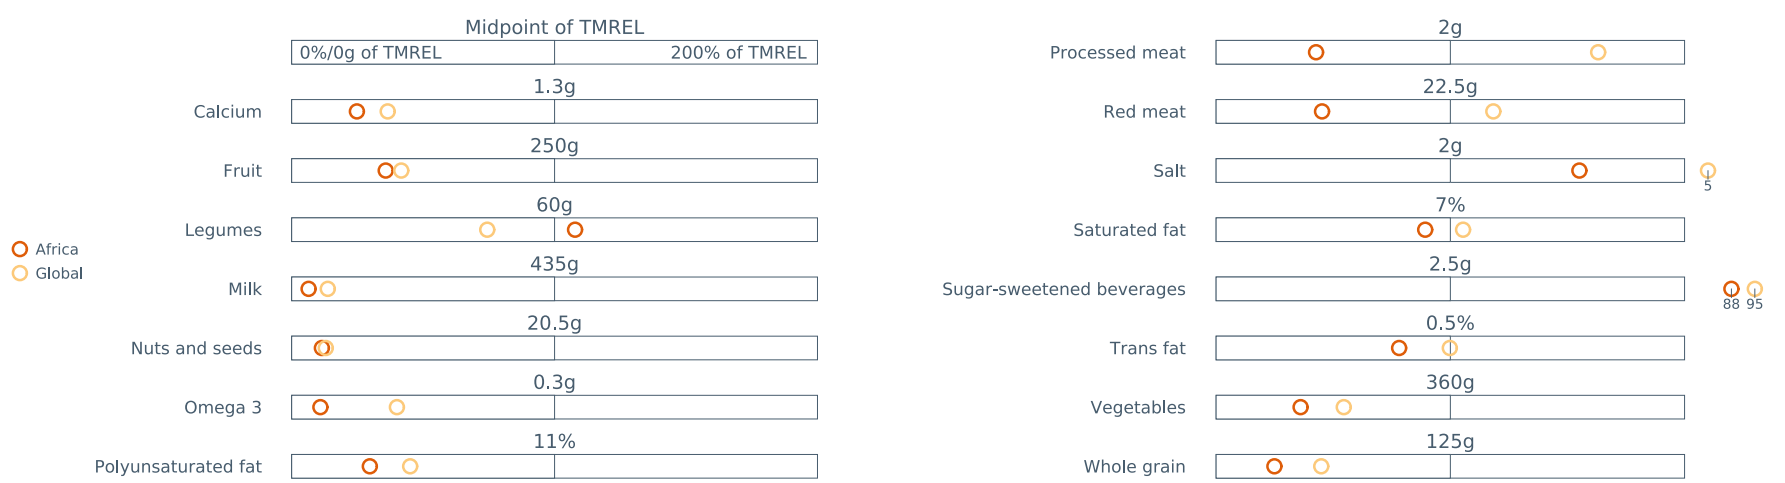 Midpoint of TMREL
0%/0g of TMREL 200% of TMREL
1.3g
Calcium
250g
Fruit
60g
Legumes
435g
Milk
20.5g
Nuts and seeds
0.3g
Omega 3
11%
Polyunsaturated fat
Africa
Global
2g
Processed meat
22.5g
Red meat
2g
Salt
5
7%
Saturated fat
2.5g
Sugar-sweetened beverages
88 95
0.5%
Trans fat
360g
Vegetables
125g
Whole grain